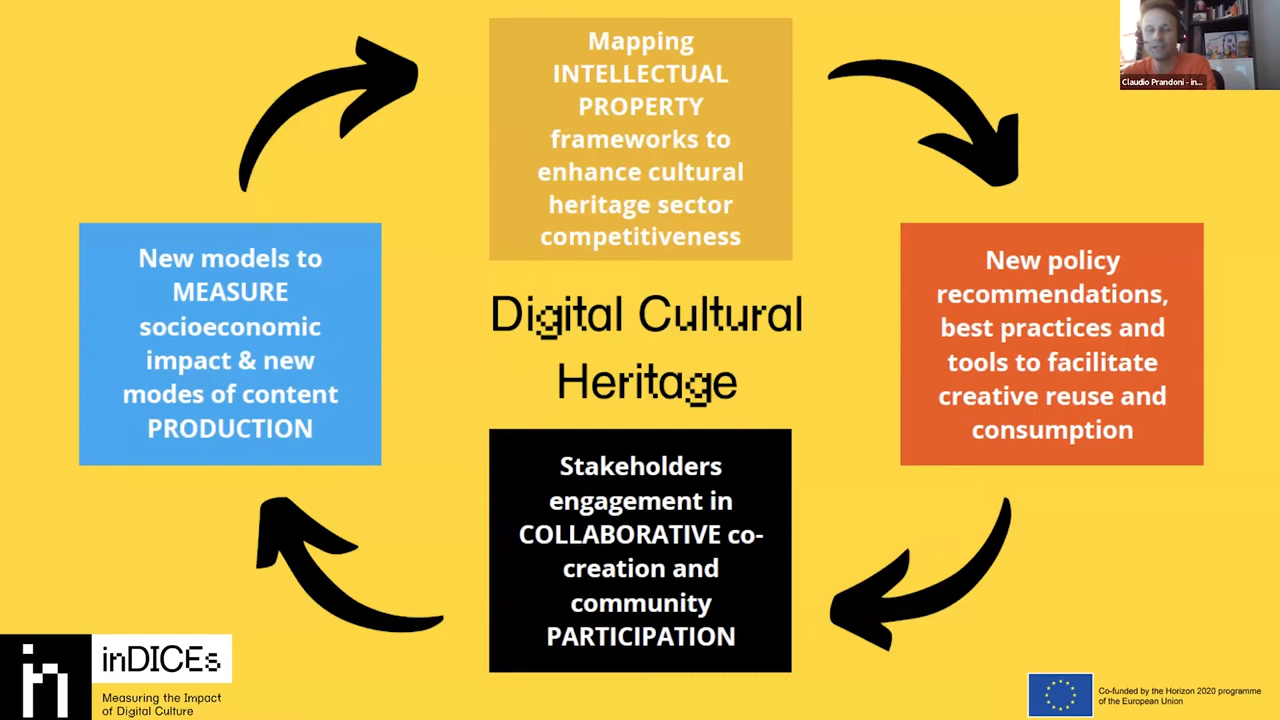 Mapping
INTELLECTUAL
PROPERTY
frameworks to
enhance cultural
heritage sector
competitiveness
Claudio Prandoni - in...
New models to
MEASURE
socioeconomic
impact & new
modes of content
PRODUCTION
Digital Cultural
Heritage
New policy
recommendations,
best practices and
tools to facilitate
creative reuse and
consumption
Stakeholders
engagement in
COLLABORATIVE co-
creation and
community
PARTICIPATION
in
inDICEs
Measuring the Impact
of Digital Culture
Co-funded by the Horizon 2020 programme
of the European Union